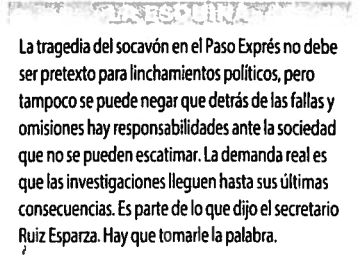 LA ESQUINA
La tragedia del socavón en el Paso Exprés no debe
ser pretexto para linchamientos políticos, pero
tampoco se puede negar que detrás de las fallas y
omisiones hay responsabilidades ante la sociedad
que no se pueden escatimar. La demanda real es
que las investigaciones lleguen hasta sus últimas
consecuencias. Es parte de lo que dijo el secretario
Ruiz Esparza. Hay que tomarle la palabra.